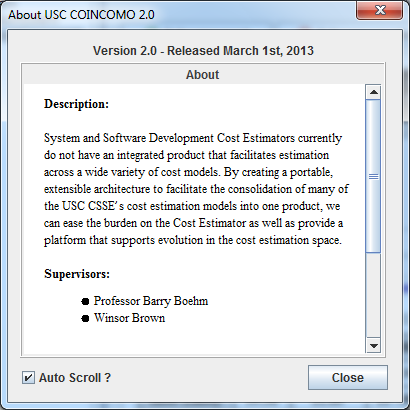 About USC COINCOMO 2.0
Version 2.0 - Released March 1st, 2013
About
Description:
System and Software Development Cost Estimators currently
do not have an integrated product that facilitates estimation
across a wide variety of cost models. By creating a portable,
extensible architecture to facilitate the consolidation of many of
the USC CSSE's cost estimation models into one product, we
can ease the burden on the Cost Estimator as well as provide a
platform that supports evolution in the cost estimation space.
Supervisors:
● Professor Barry Boehm
● Winsor Brown
Auto Scroll ?
Close